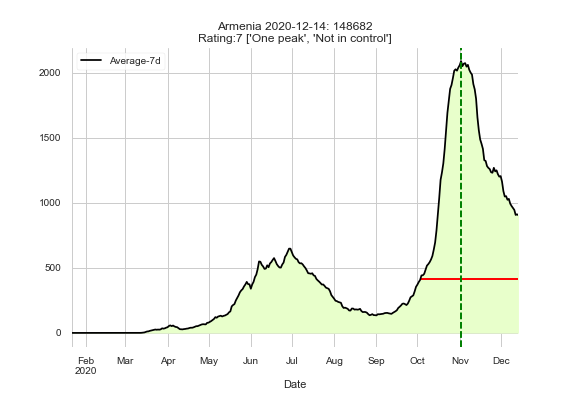 Armenia 2020-12-14: 148682
Rating:7 ['One peak', 'Not in control']
Average-7d
2000
1500
1000
500
0
Feb Mar Apr May Jun Jul Aug Sep Oct Nov Dec
2020
Date